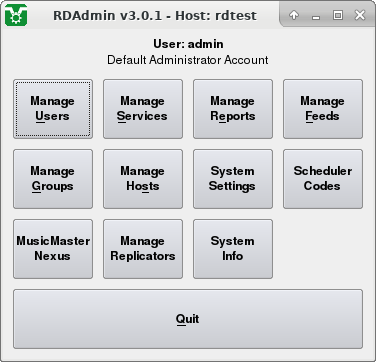 RDAdmin v3.0.1 - Host: rdtest
User: admin
Default Administrator Account
Manage Users
Manage Services
Manage Reports
Manage Feeds
Manage Groups
Manage Hosts
System Settings
Scheduler Codes
MusicMaster Nexus
Manage Replicators
System Info
Quit